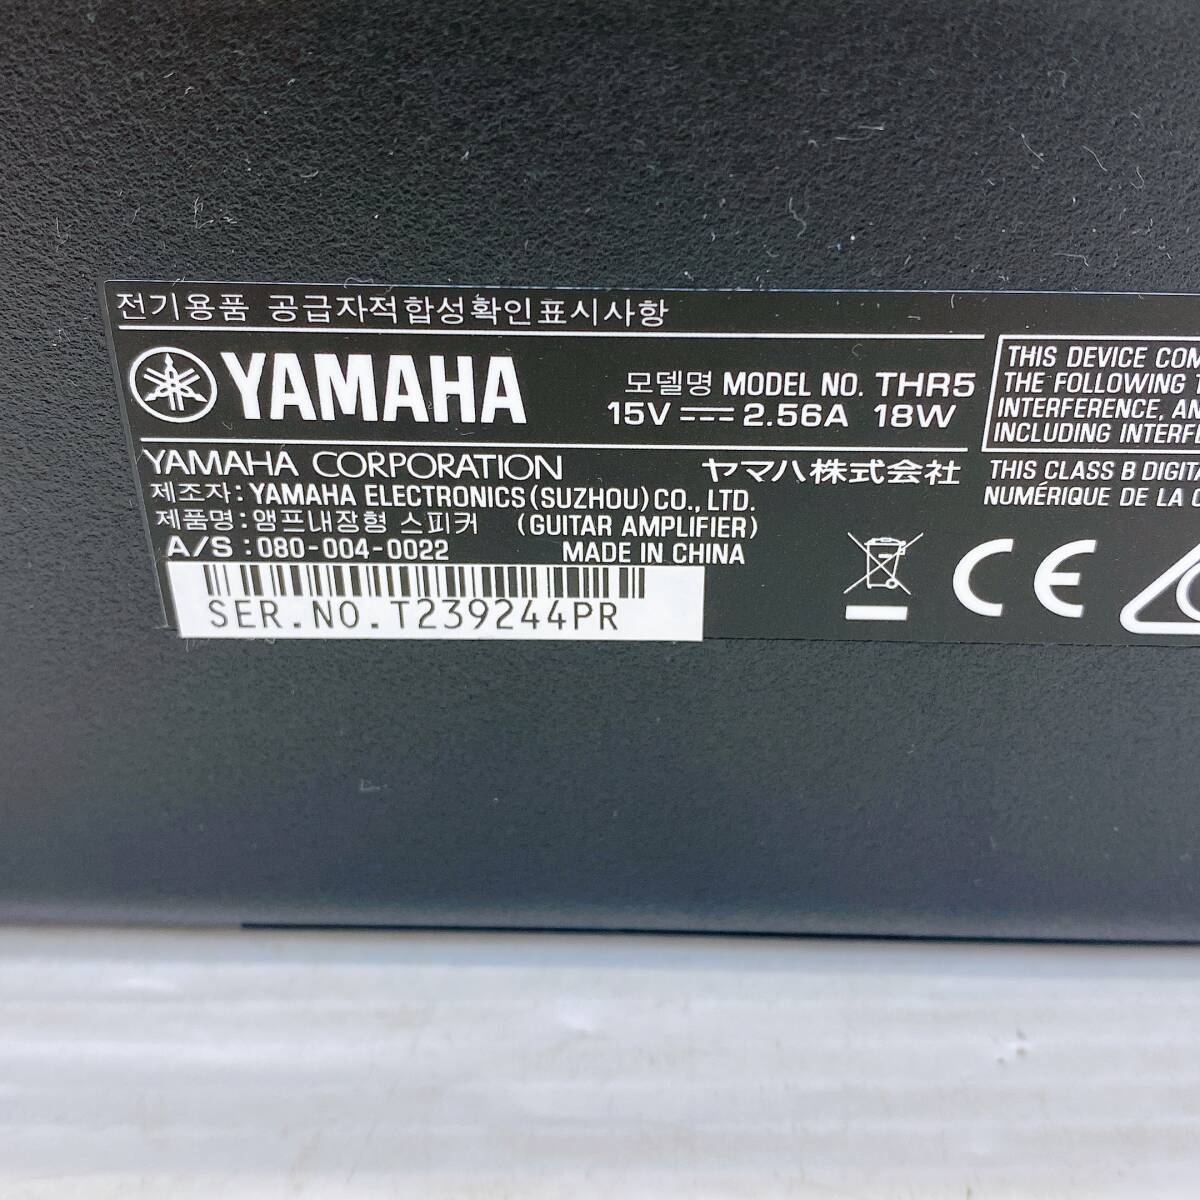 전기용품 공급자적합성확인표시사항
YAMAHA
모델명 MODEL NO. THR5
15V 2.56A 18W
YAMAHA CORPORATION ヤマハ株式会社
제조자: YAMAHA ELECTRONICS (SUZHOU) CO., LTD.
제품명: 앰프내장형 스피커 (GUITAR AMPLIFIER)
A/S : 080-004-0022 MADE IN CHINA
SER.NO.T239244PR
THIS DEVICE
THE FOLLOWING
INTERFERENCE,
INCLUDING
THIS CLASS B
NUMÉRIQUE DE LA
CE